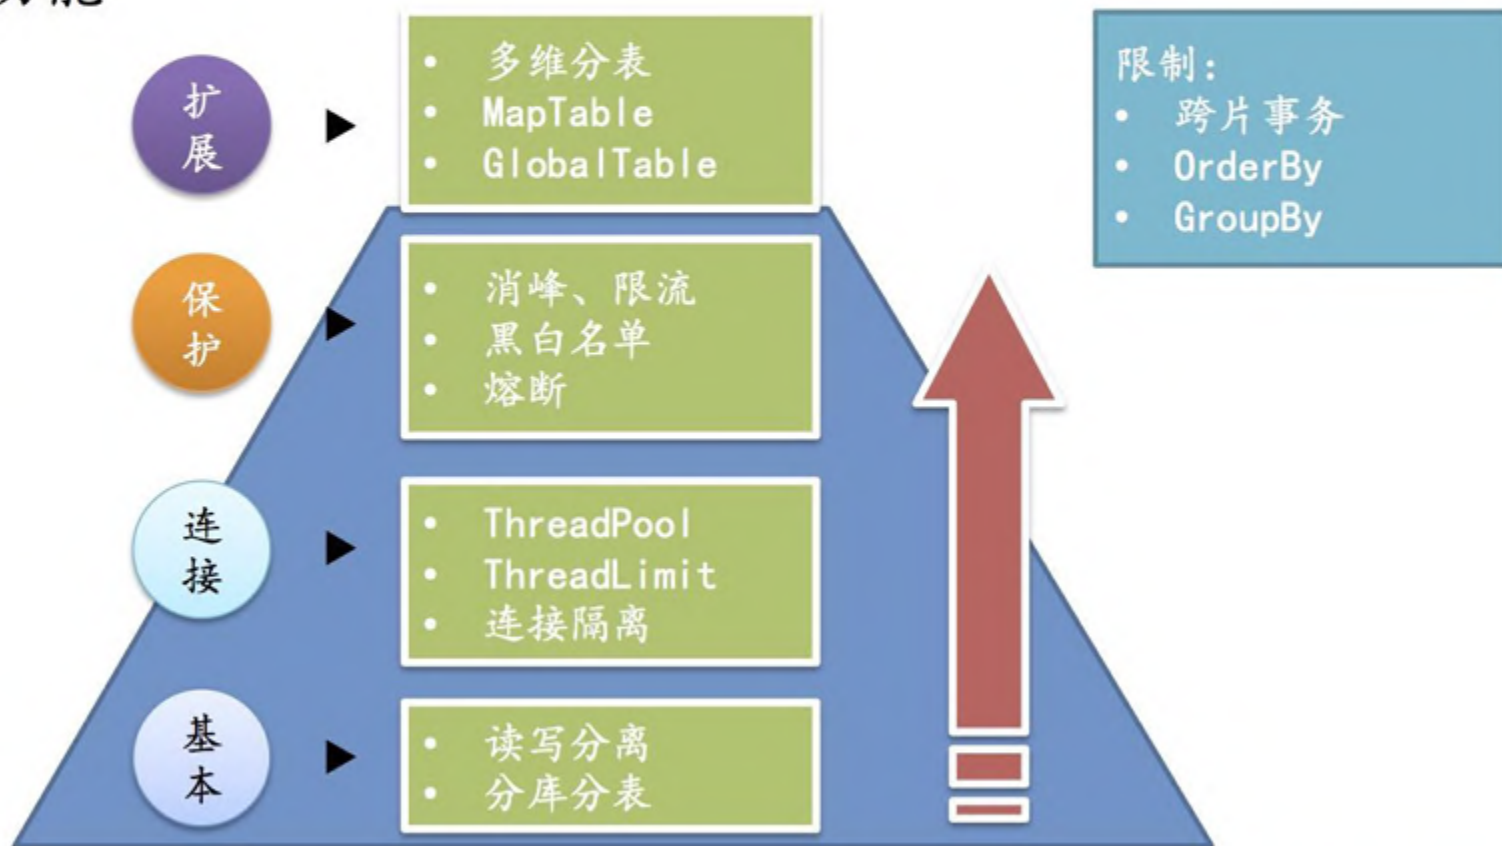 功能
扩展
• 多维分表
• MapTable
• GlobalTable
限制：
• 跨片事务
• OrderBy
• GroupBy
保护
• 消峰、限流
• 黑白名单
• 熔断
连接
• ThreadPool
• ThreadLimit
• 连接隔离
基本
• 读写分离
• 分库分表